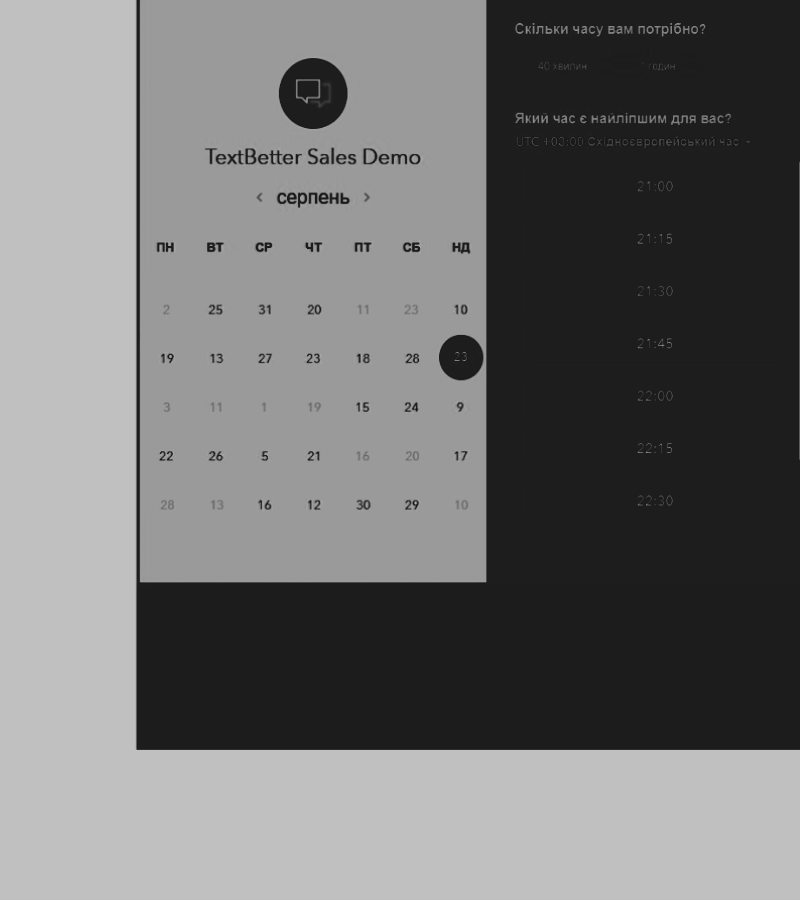 TextBetter Sales Demo
‹ серпень ›
ПН ВТ СР ЧТ ПТ СБ НД
2 25 31 20 11 23 10
19 13 27 23 18 28 23
3 11 1 19 15 24 9
22 26 5 21 16 20 17
28 13 16 12 30 29 10
Скільки часу вам потрібно?
40 хвилин 1 годин
Який час є найліпшим для вас?
UTC +03:00 Східноєвропейський час
21:00
21:15
21:30
21:45
22:00
22:15
22:30